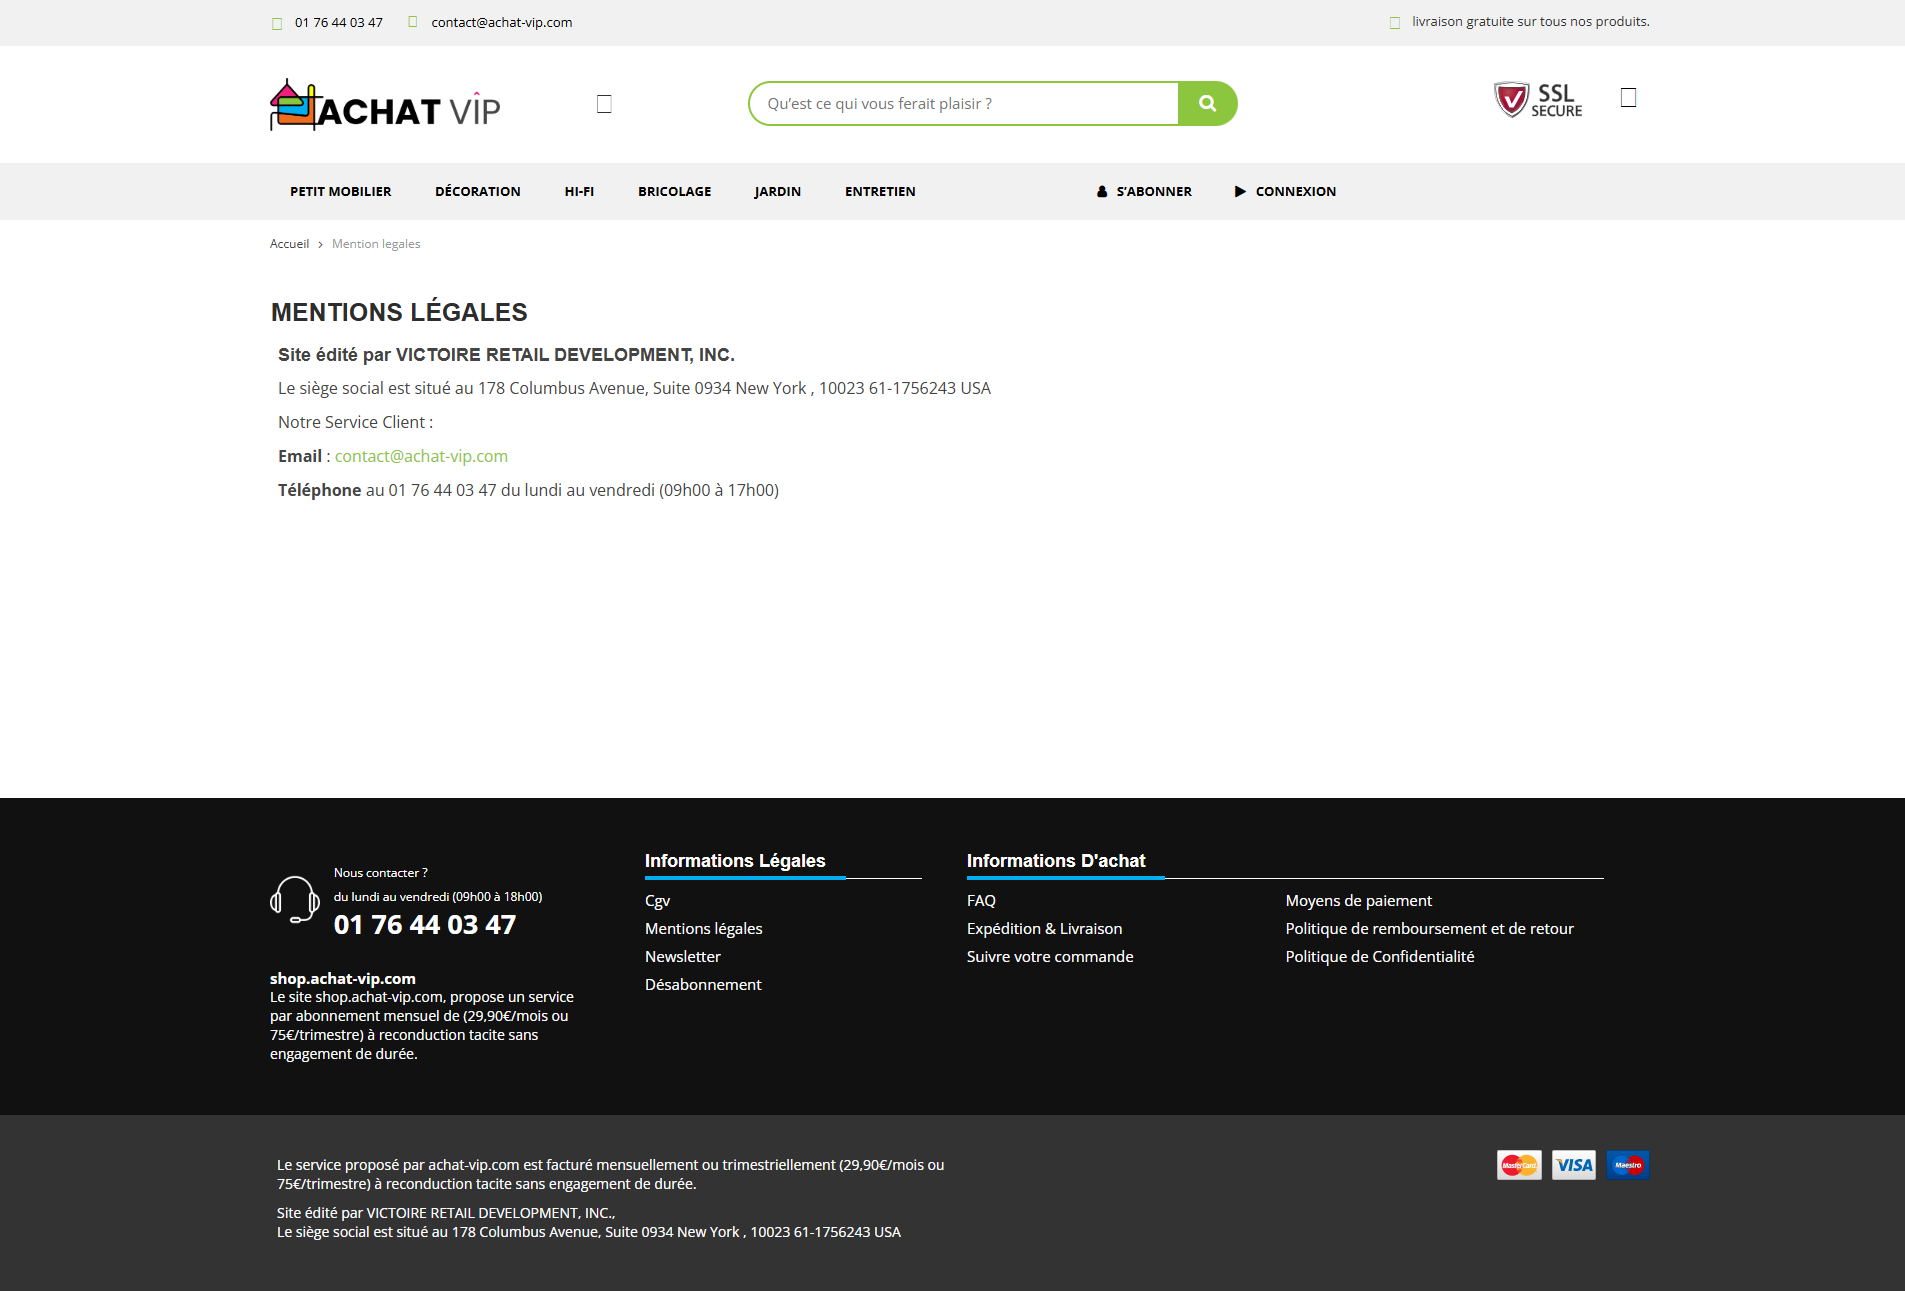 01 76 44 03 47 contact@achat-vip.com livraison gratuite sur tous nos produits.
ACHAT VIP
Qu’est ce qui vous ferait plaisir ?
SSL
SECURE
PETIT MOBILIER DÉCORATION HI-FI BRICOLAGE JARDIN ENTRETIEN S’ABONNER CONNEXION
Accueil > Mention legales
MENTIONS LÉGALES
Site édité par VICTOIRE RETAIL DEVELOPMENT, INC.
Le siège social est situé au 178 Columbus Avenue, Suite 0934 New York , 10023 61-1756243 USA
Notre Service Client :
Email : contact@achat-vip.com
Téléphone au 01 76 44 03 47 du lundi au vendredi (09h00 à 17h00)
Nous contacter ?
du lundi au vendredi (09h00 à 18h00)
01 76 44 03 47
shop.achat-vip.com
Le site shop.achat-vip.com, propose un service
par abonnement mensuel de (29,90€/mois ou
75€/trimestre) à reconduction tacite sans
engagement de durée.
Informations Légales
Cgv
Mentions légales
Newsletter
Désabonnement
Informations D'achat
FAQ
Expédition & Livraison
Suivre votre commande
Moyens de paiement
Politique de remboursement et de retour
Politique de Confidentialité
Le service proposé par achat-vip.com est facturé mensuellement ou trimestriellement (29,90€/mois ou
75€/trimestre) à reconduction tacite sans engagement de durée.
Site édité par VICTOIRE RETAIL DEVELOPMENT, INC.,
Le siège social est situé au 178 Columbus Avenue, Suite 0934 New York , 10023 61-1756243 USA
MasterCard VISA Maestro